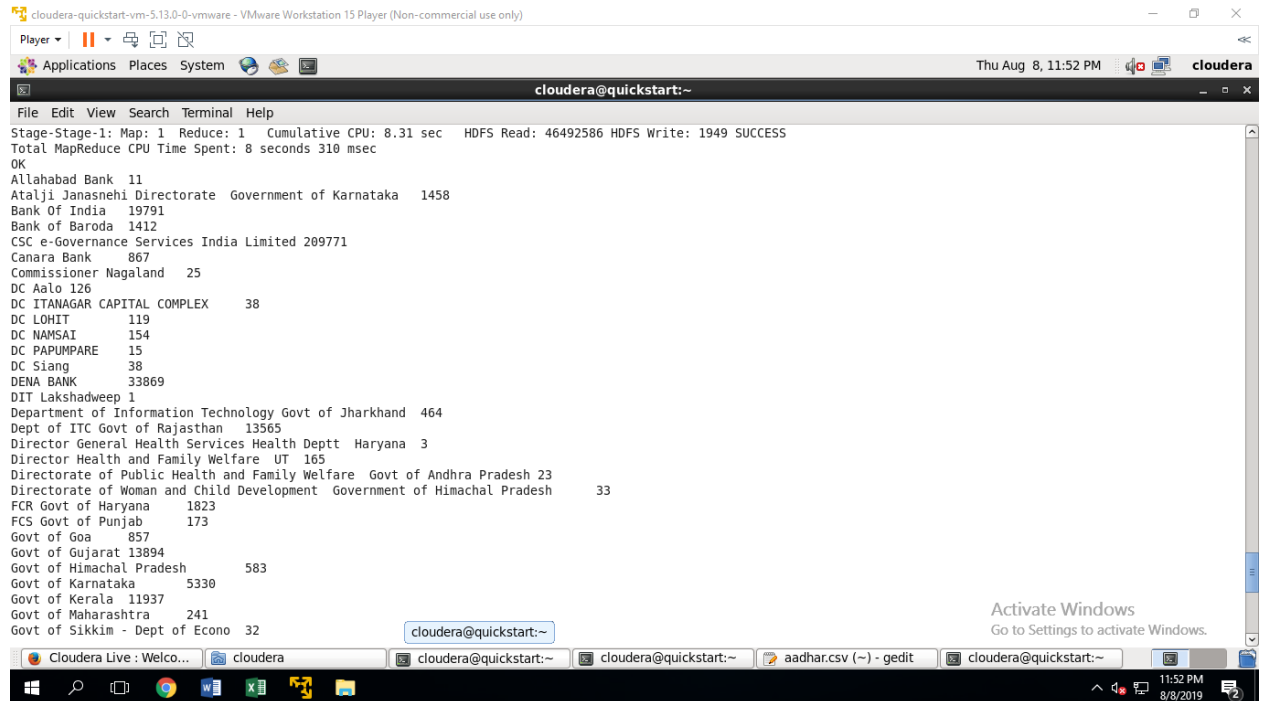 cloudera-quickstart-vm-5.13.0-0-vmware - VMware Workstation 15 Player (Non-commercial use only)
Player
Applications Places System Thu Aug 8, 11:52 PM cloudera
cloudera@quickstart:~
File Edit View Search Terminal Help
Stage-Stage-1: Map: 1 Reduce: 1 Cumulative CPU: 8.31 sec HDFS Read: 46492586 HDFS Write: 1949 SUCCESS
Total MapReduce CPU Time Spent: 8 seconds 310 msec
OK
Allahabad Bank 11
Atalji Janasnehi Directorate Government of Karnataka 1458
Bank Of India 19791
Bank of Baroda 1412
CSC e-Governance Services India Limited 209771
Canara Bank 867
Commissioner Nagaland 25
DC Aalo 126
DC ITANAGAR CAPITAL COMPLEX 38
DC LOHIT 119
DC NAMSAI 154
DC PAPUMPARE 15
DC Siang 38
DENA BANK 33869
DIT Lakshadweep 1
Department of Information Technology Govt of Jharkhand 464
Dept of ITC Govt of Rajasthan 13565
Director General Health Services Health Deptt Haryana 3
Director Health and Family Welfare UT 165
Directorate of Public Health and Family Welfare Govt of Andhra Pradesh 23
Directorate of Woman and Child Development Government of Himachal Pradesh 33
FCR Govt of Haryana 1823
FCS Govt of Punjab 173
Govt of Goa 857
Govt of Gujarat 13894
Govt of Himachal Pradesh 583
Govt of Karnataka 5330
Govt of Kerala 11937
Govt of Maharashtra 241
Govt of Sikkim - Dept of Econo 32
cloudera@quickstart:~
Activate Windows
Go to Settings to activate Windows.
Cloudera Live : Welco... cloudera cloudera@quickstart:~ cloudera@quickstart:~ aadhar.csv (~) - gedit cloudera@quickstart:~
11:52 PM
8/8/2019
2